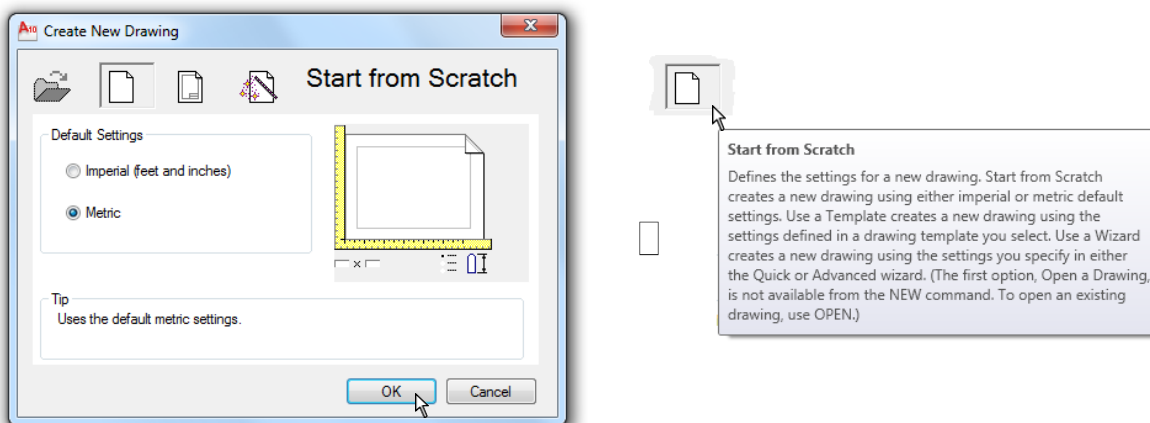 A10 Create New Drawing
Start from Scratch
Default Settings
Imperial (feet and inches)
Metric
Tip
Uses the default metric settings.
OK
Cancel
Start from Scratch
Defines the settings for a new drawing. Start from Scratch
creates a new drawing using either imperial or metric default
settings. Use a Template creates a new drawing using the
settings defined in a drawing template you select. Use a Wizard
creates a new drawing using the settings you specify in either
the Quick or Advanced wizard. (The first option, Open a Drawing,
is not available from the NEW command. To open an existing
drawing, use OPEN.)